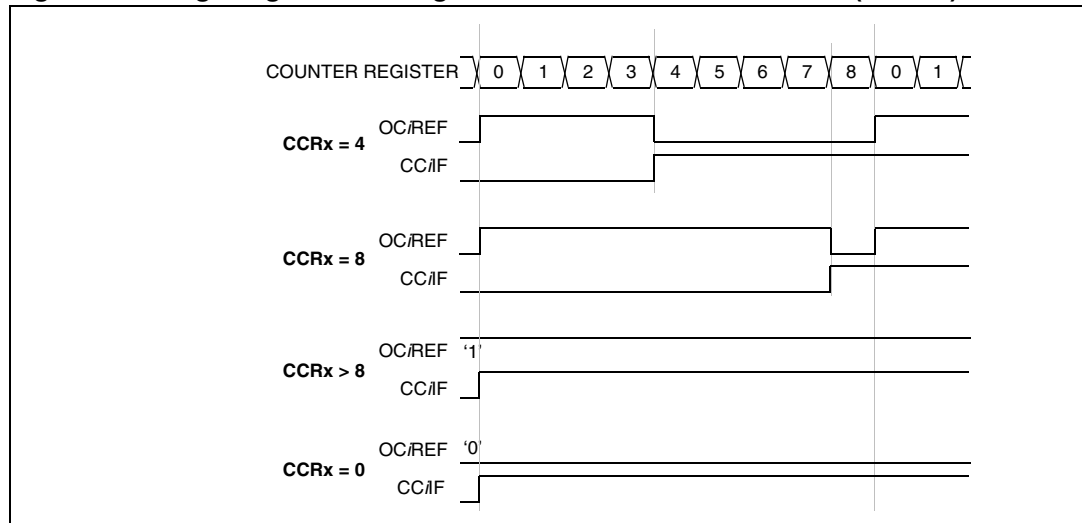 COUNTER REGISTER 0 1 2 3 4 5 6 7 8 0 1
CCRx = 4
OCiREF
CCiIF
CCRx = 8
OCiREF
CCiIF
CCRx > 8
OCiREF '1'
CCiIF
CCRx = 0
OCiREF '0'
CCiIF